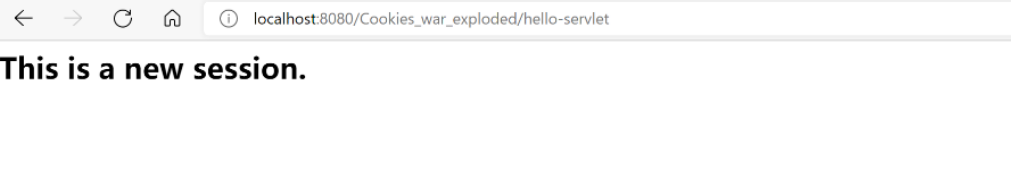 localhost:8080/Cookies_war_exploded/hello-servlet
This is a new session.